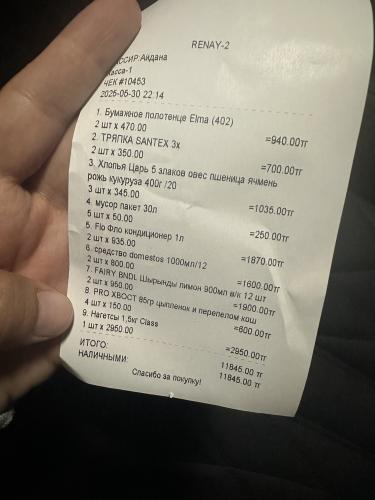 RENAY-2
КАССИР:Айдана
Касса-1
ЧЕК #10453
2025-05-30 22:14
1. Бумажное полотенце Elma (402)
2 шт х 470.00 =940.00тг
2. ТРЯПКА SANTEX 3х
2 шт х 350.00 =700.00тг
3. Хлопья Царь 5 злаков овес пшеница ячмень
рожь кукуруза 400г /20
3 шт х 345.00 =1035.00тг
4. мусор пакет 30л
5 шт х 50.00 =250.00тг
5. Flo Фло кондиционер 1л
2 шт х 935.00 =1870.00тг
6. средство domestos 1000мл/12
2 шт х 800.00 =1600.00тг
7. FAIRY BNDL Шырынды лимон 900мл в/к 12 шт
2 шт х 950.00 =1900.00тг
8. PRO ХВОСТ 85гр цыпленок и перепелом кош
4 шт х 150.00 =600.00тг
9. Нагетсы 1,5кг Class
1 шт х 2950.00 =2950.00тг
ИТОГО: 11845.00 тг
НАЛИЧНЫМИ: 11845.00 тг
Спасибо за покупку!